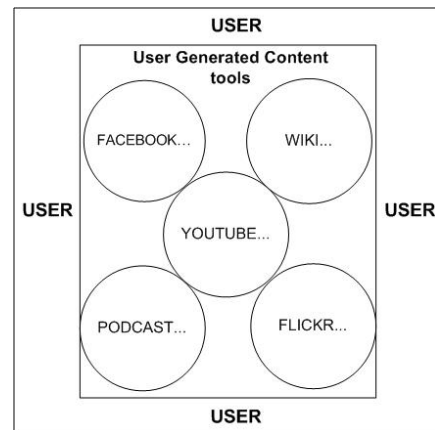 USER
User Generated Content
tools
FACEBOOK...
WIKI...
USER
USER
YOUTUBE...
PODCAST...
FLICKR...
USER